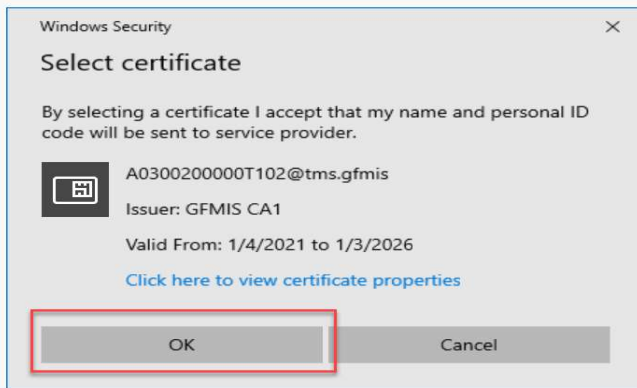 Windows Security
Select certificate
By selecting a certificate I accept that my name and personal ID
code will be sent to service provider.
A0300200000T102@tms.gfmis
Issuer: GFMIS CA1
Valid From: 1/4/2021 to 1/3/2026
Click here to view certificate properties
OK
Cancel